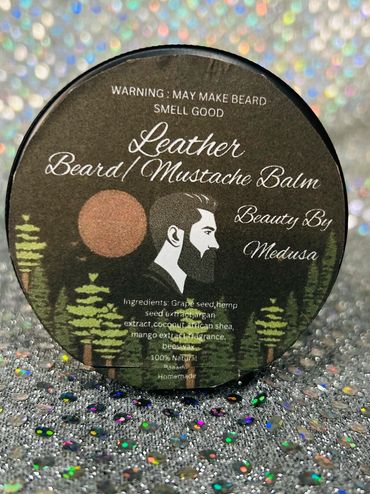 WARNING : MAY MAKE BEARD
SMELL GOOD
Leather
Beard/ Mustache Balm
Beauty By
Medusa
Ingredients: Grape seed,hemp
seed extract,argan
extract,coconut,african shea,
mango extract,fragrance,
beeswax
100% Natural
Homemade